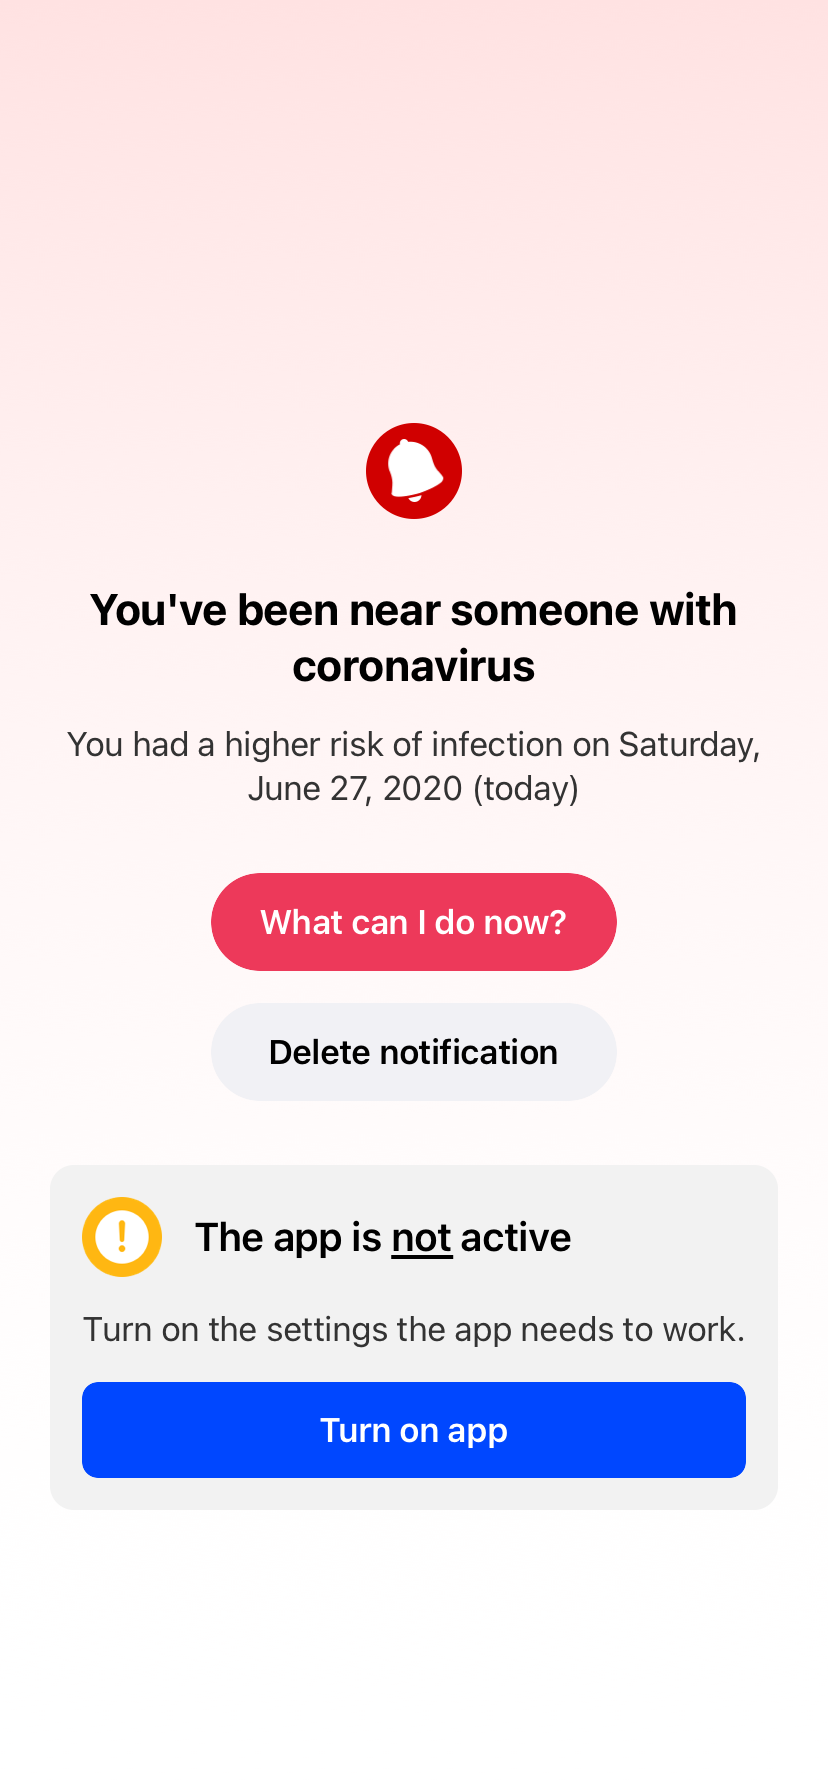 You've been near someone with
coronavirus
You had a higher risk of infection on Saturday,
June 27, 2020 (today)
What can I do now?
Delete notification
The app is not active
Turn on the settings the app needs to work.
Turn on app